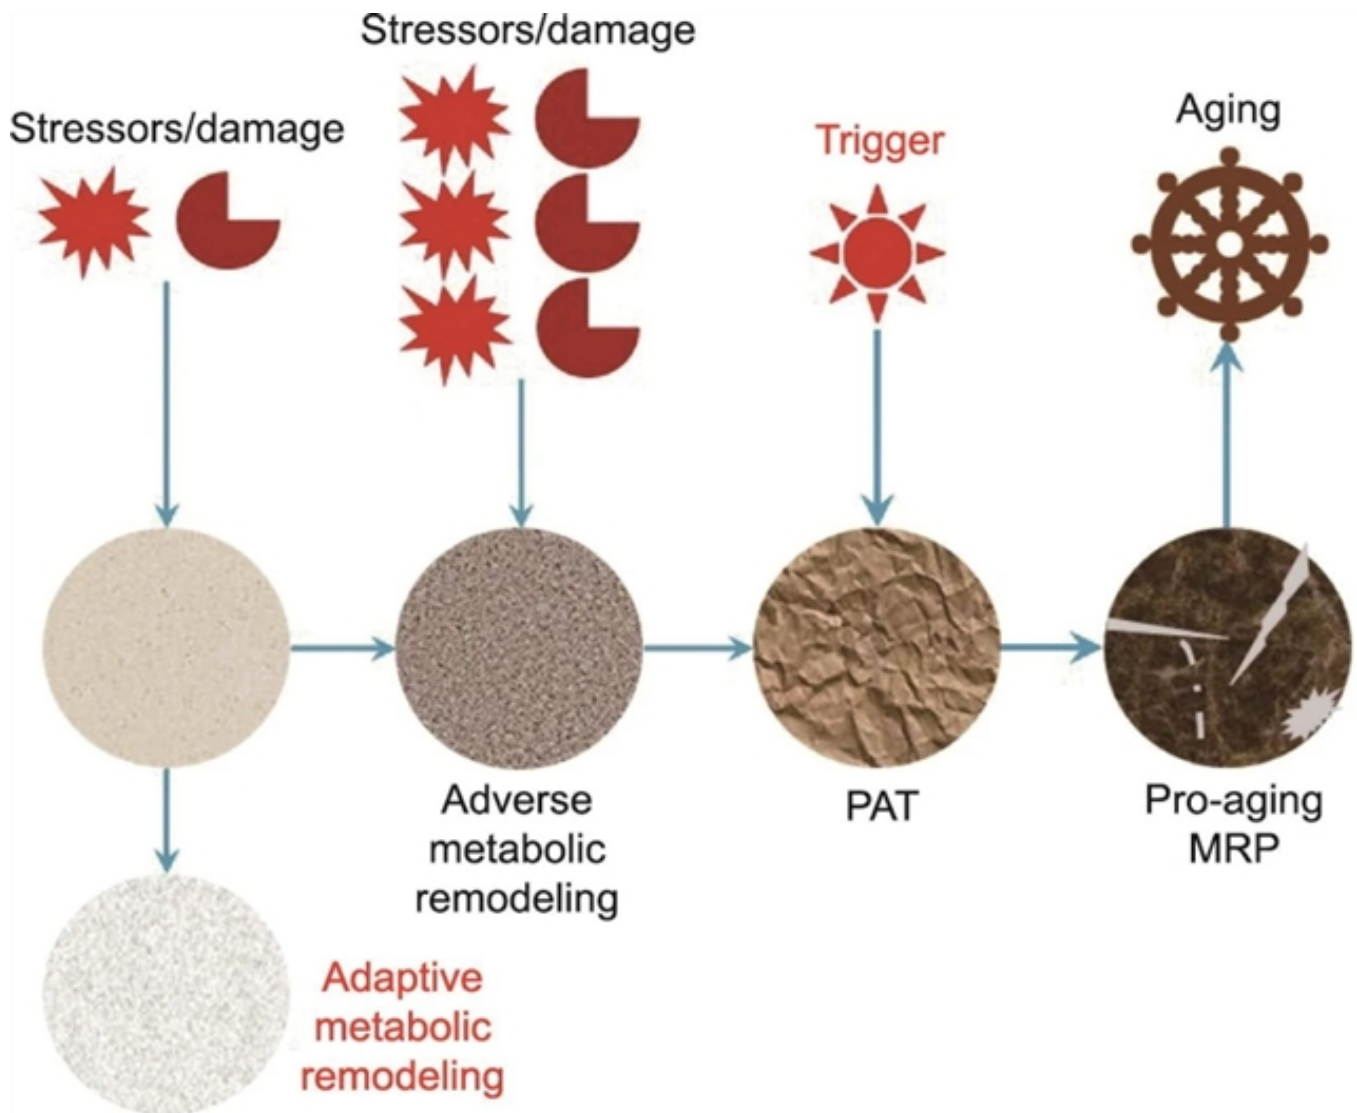 Stressors/damage
Stressors/damage
Trigger
Aging
Adverse
metabolic
remodeling
PAT
Pro-aging
MRP
Adaptive
metabolic
remodeling